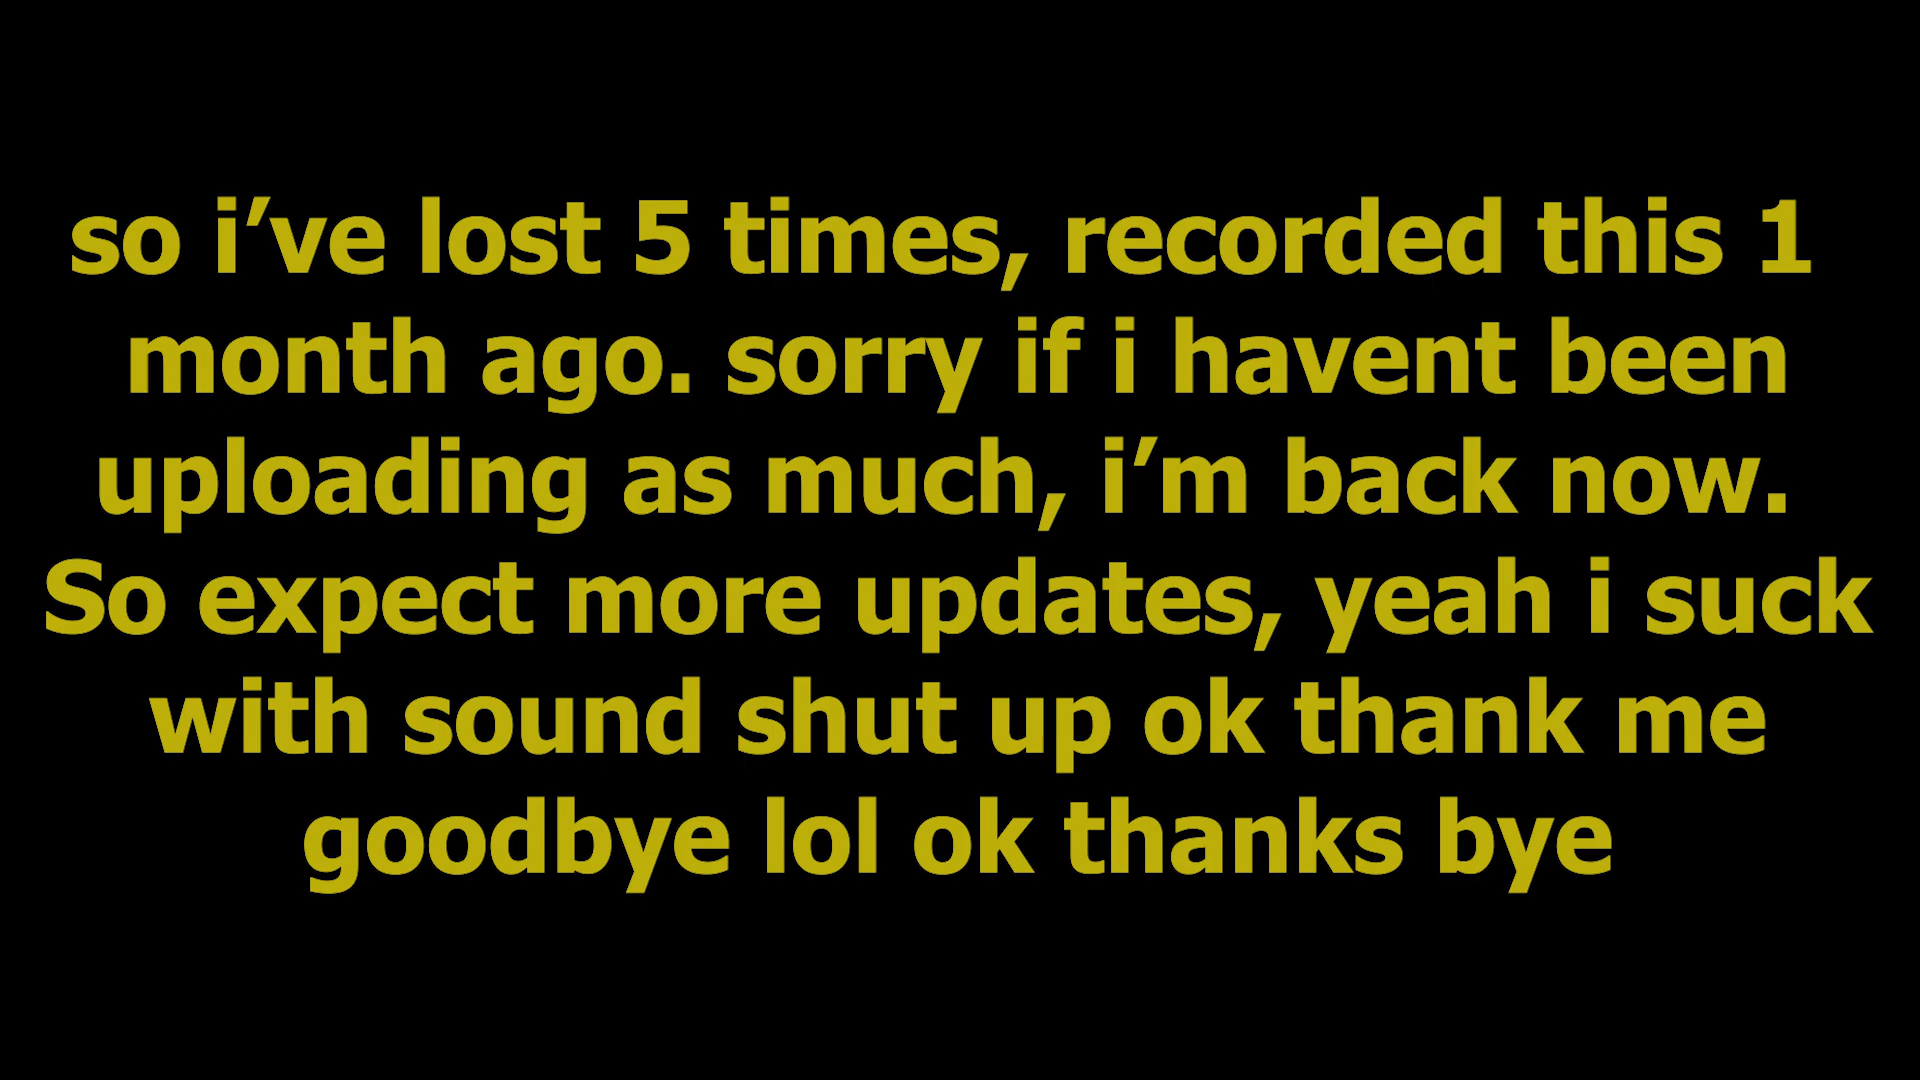 so i’ve lost 5 times, recorded this 1
month ago. sorry if i havent been
uploading as much, i’m back now.
So expect more updates, yeah i suck
with sound shut up ok thank me
goodbye lol ok thanks bye